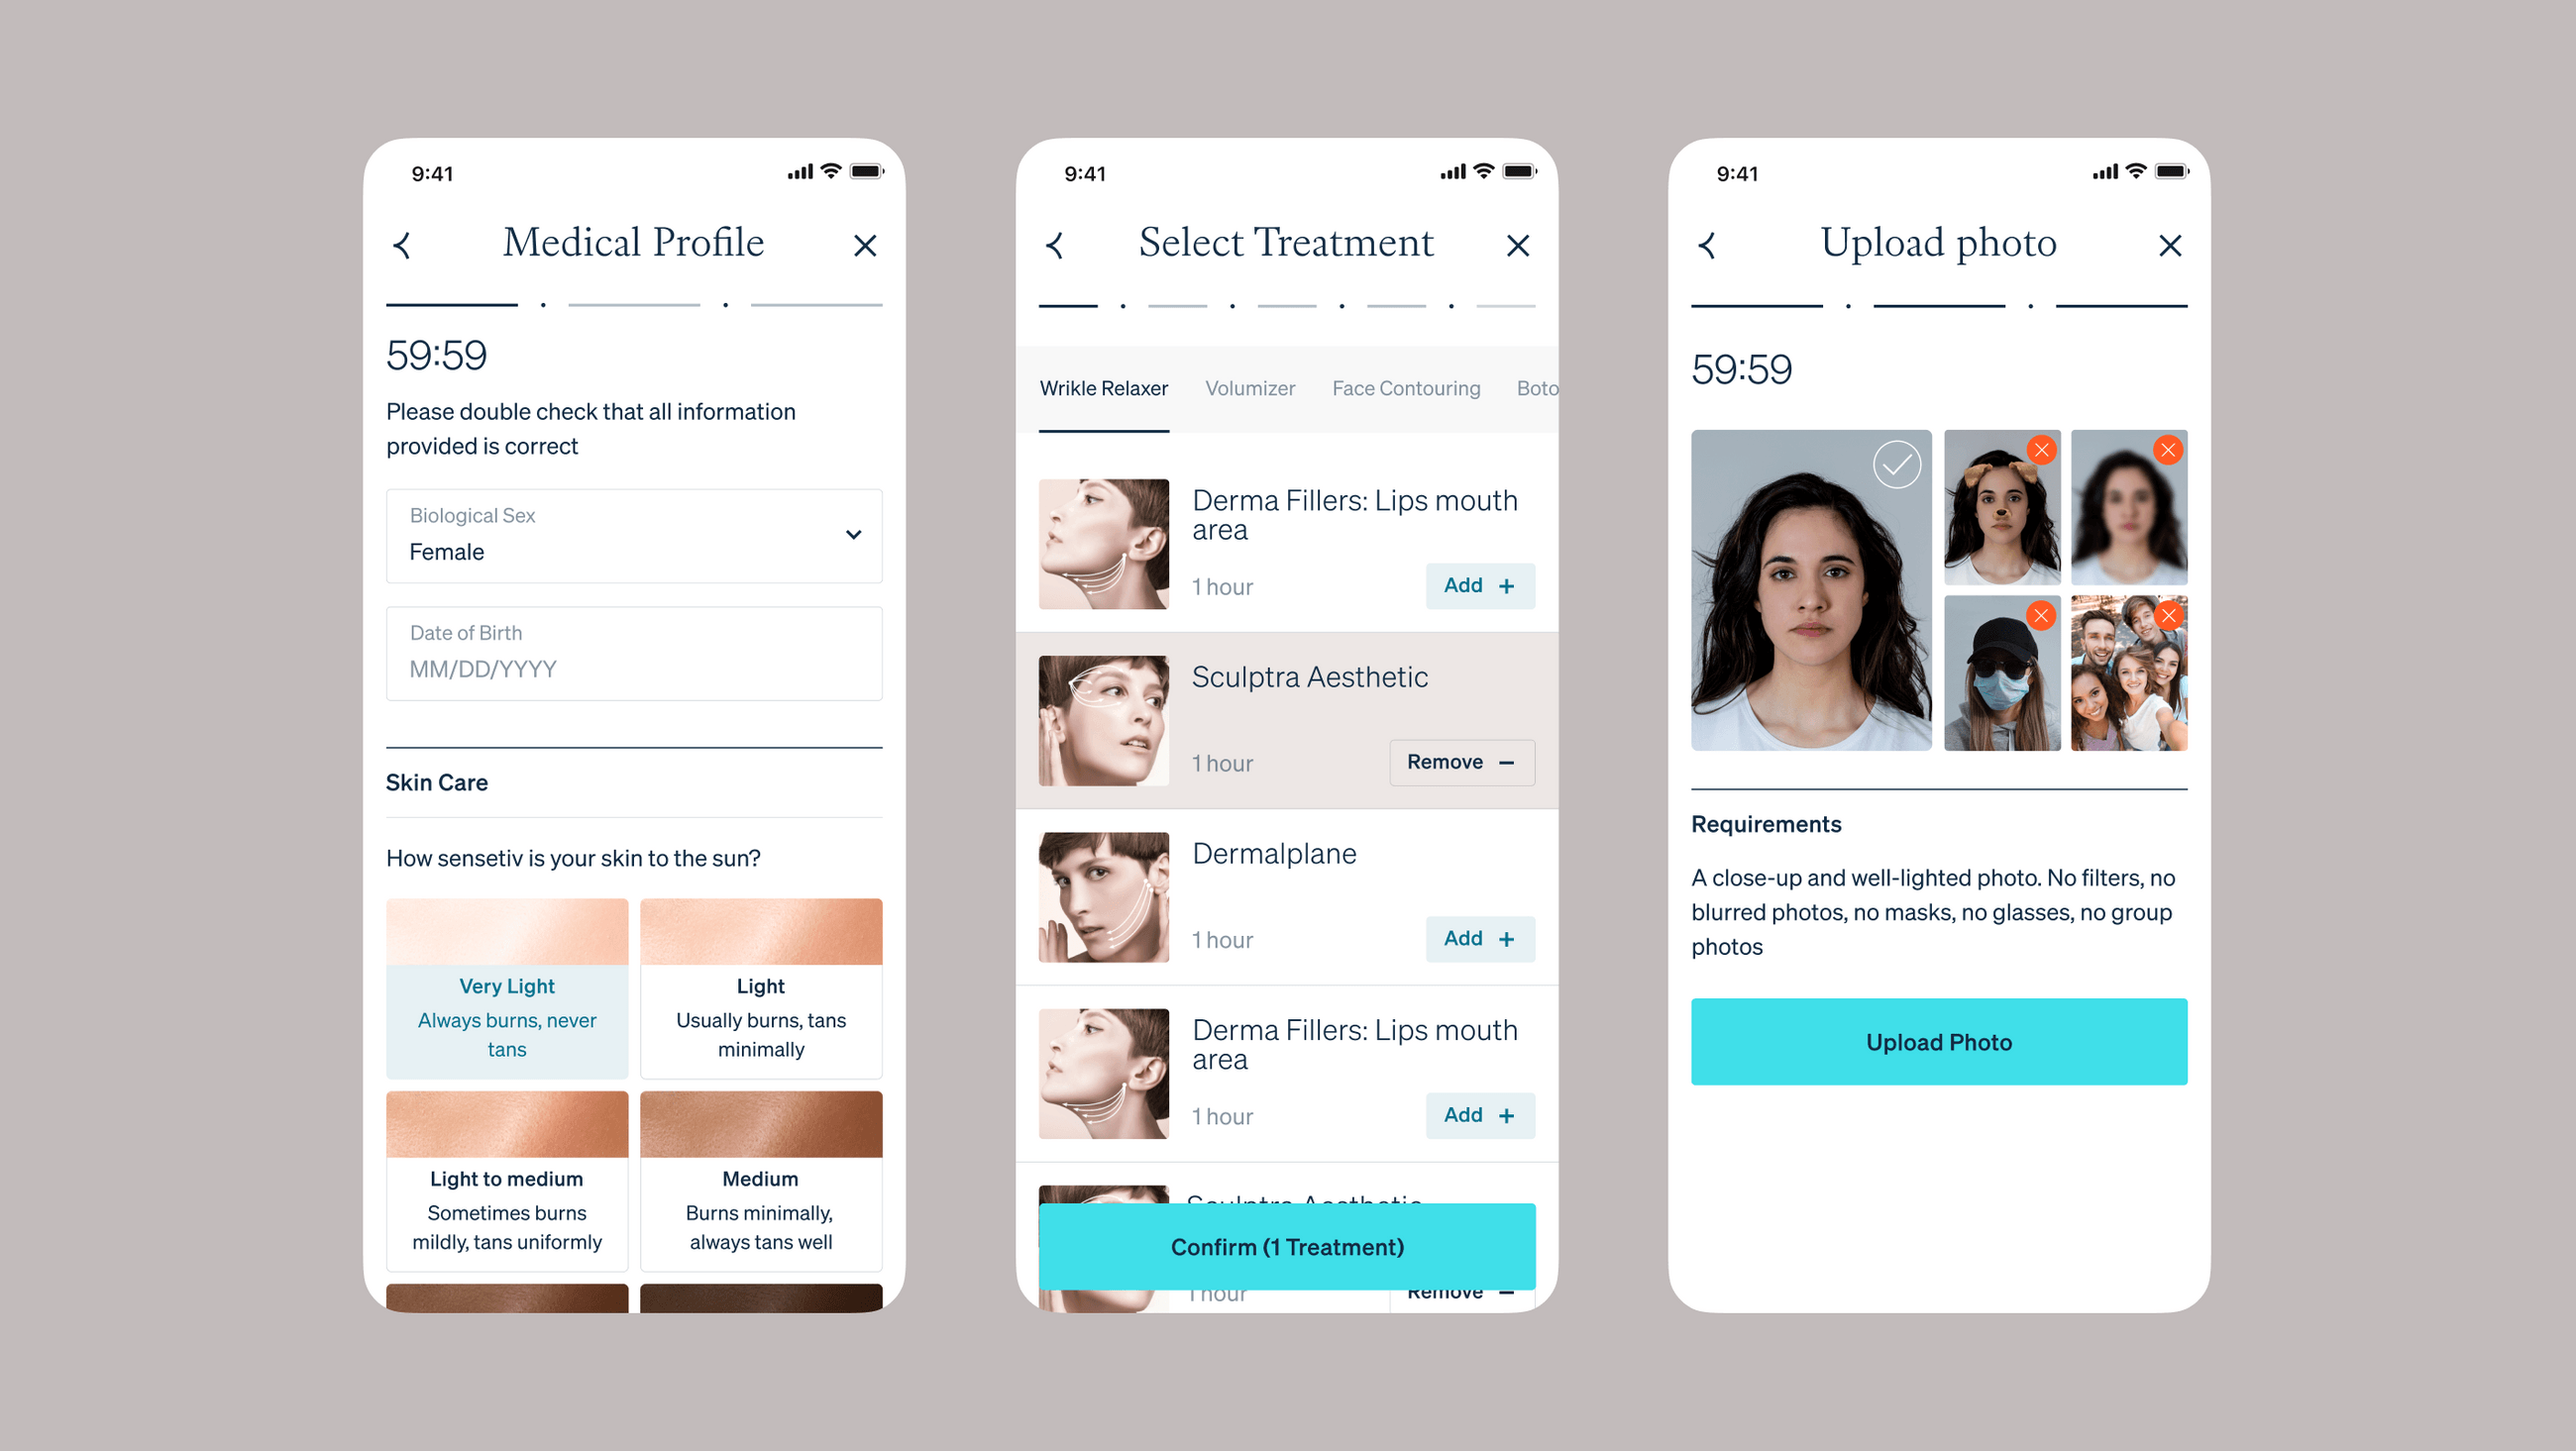 9:41
Medical Profile
59:59
Please double check that all information
provided is correct
Biological Sex
Female
Date of Birth
MM/DD/YYYY
Skin Care
How sensetiv is your skin to the sun?
Very Light
Always burns, never
tans
Light
Usually burns, tans
minimally
Light to medium
Sometimes burns
mildly, tans uniformly
Medium
Burns minimally,
always tans well
9:41
Select Treatment
Wrikle Relaxer
Volumizer
Face Contouring
Boto
Derma Fillers: Lips mouth
area
1 hour
Add +
Sculptra Aesthetic
1 hour
Remove −
Dermalplane
1 hour
Add +
Derma Fillers: Lips mouth
area
1 hour
Add +
Sculptra Aesthetic
Confirm (1 Treatment)
1 hour
Remove −
9:41
Upload photo
59:59
Requirements
A close-up and well-lighted photo. No filters, no
blurred photos, no masks, no glasses, no group
photos
Upload Photo